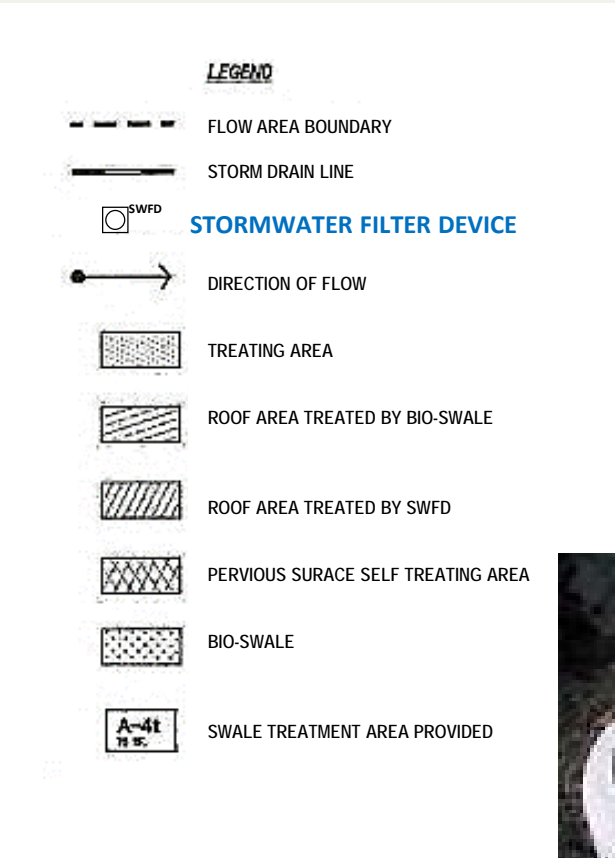 LEGEND
FLOW AREA BOUNDARY
STORM DRAIN LINE
SWFD
STORMWATER FILTER DEVICE
DIRECTION OF FLOW
TREATING AREA
ROOF AREA TREATED BY BIO-SWALE
ROOF AREA TREATED BY SWFD
PERVIOUS SURACE SELF TREATING AREA
BIO-SWALE
A-4t
SWALE TREATMENT AREA PROVIDED